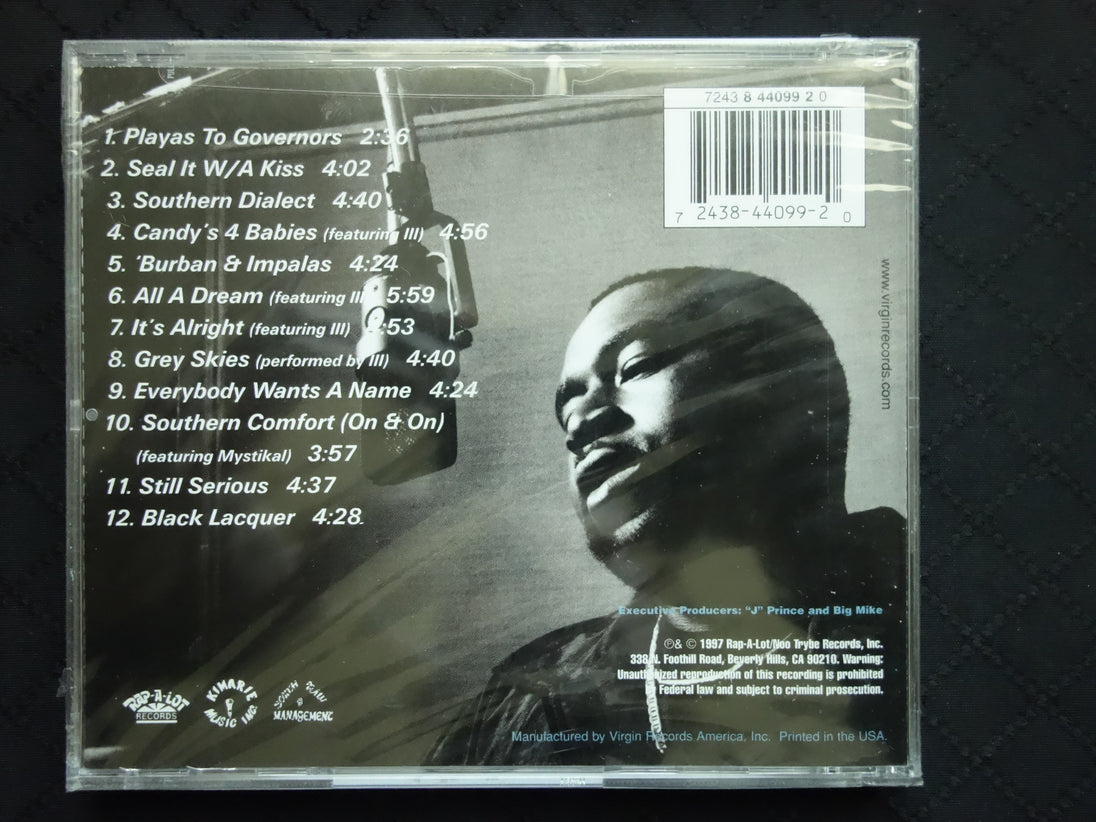 1. Playas To Governors 2:36
2. Seal It W/A Kiss 4:02
3. Southern Dialect 4:40
4. Candy's 4 Babies (featuring III) 4:56
5. 'Burban & Impalas 4:24
6. All A Dream (featuring III) 5:59
7. It's Alright (featuring III) :53
8. Grey Skies (performed by III) 4:40
9. Everybody Wants A Name 4:24
10. Southern Comfort (On & On)
(featuring Mystikal) 3:57
11. Still Serious 4:37
12. Black Lacquer 4:28
7243 8 44099 2 0
7 2438-44099-2 0
www.virginrecords.com
Executive Producers: "J" Prince and Big Mike
℗& © 1997 Rap-A-Lot/Noo Trybe Records, Inc.
338 N. Foothill Road, Beverly Hills, CA 90210. Warning:
Unauthorized reproduction of this recording is prohibited
by Federal law and subject to criminal prosecution.
RAP-A-LOT
RECORDS
KIMARIE
MUSIC INC.
MANAGEMENT
Manufactured by Virgin Records America, Inc. Printed in the USA.